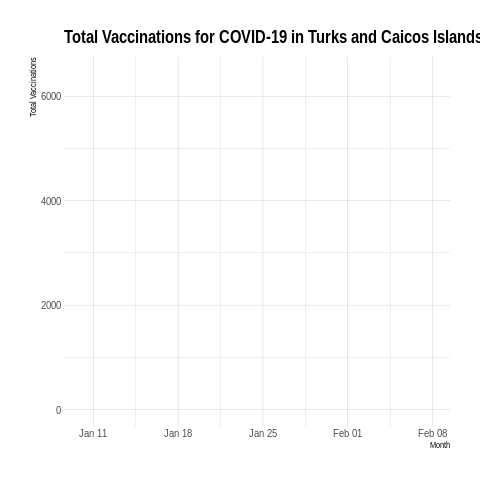 Total Vaccinations for COVID-19 in Turks and Caicos Islands
Total Vaccinations
6000
4000
2000
0
Jan 11 Jan 18 Jan 25 Feb 01 Feb 08
Month